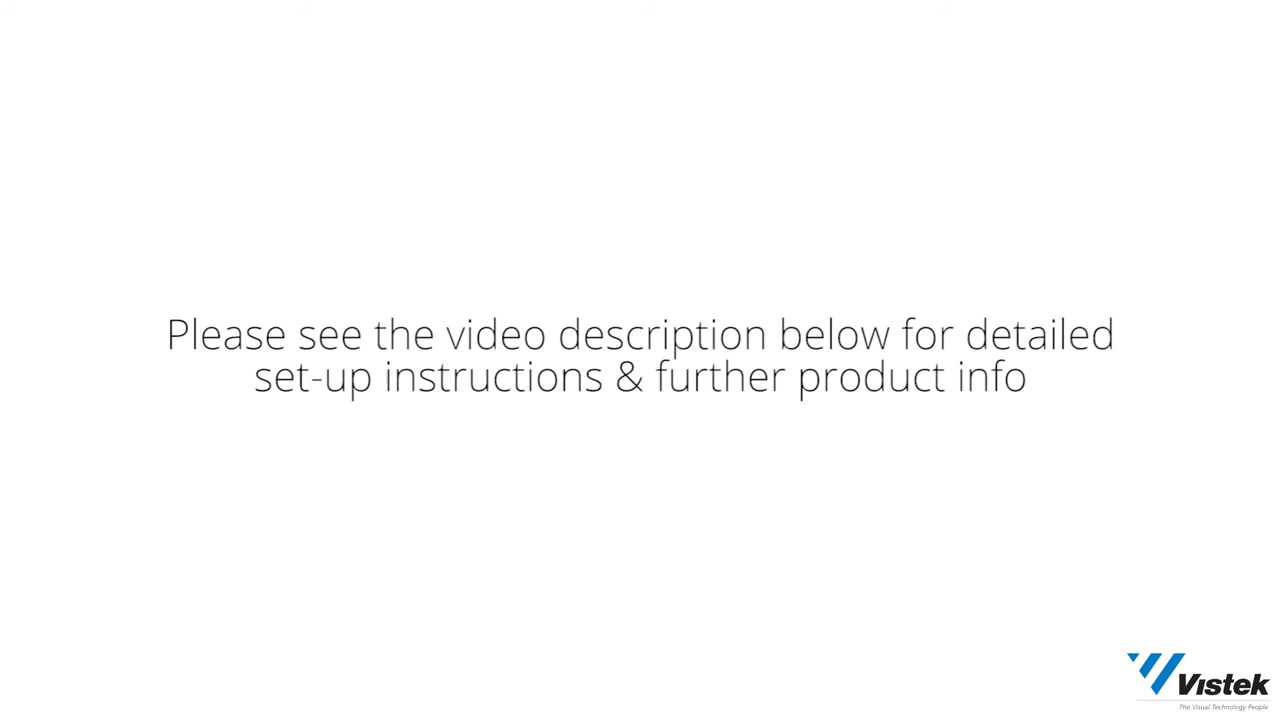 Please see the video description below for detailed
set-up instructions & further product info
Vistek
The Visual Technology People